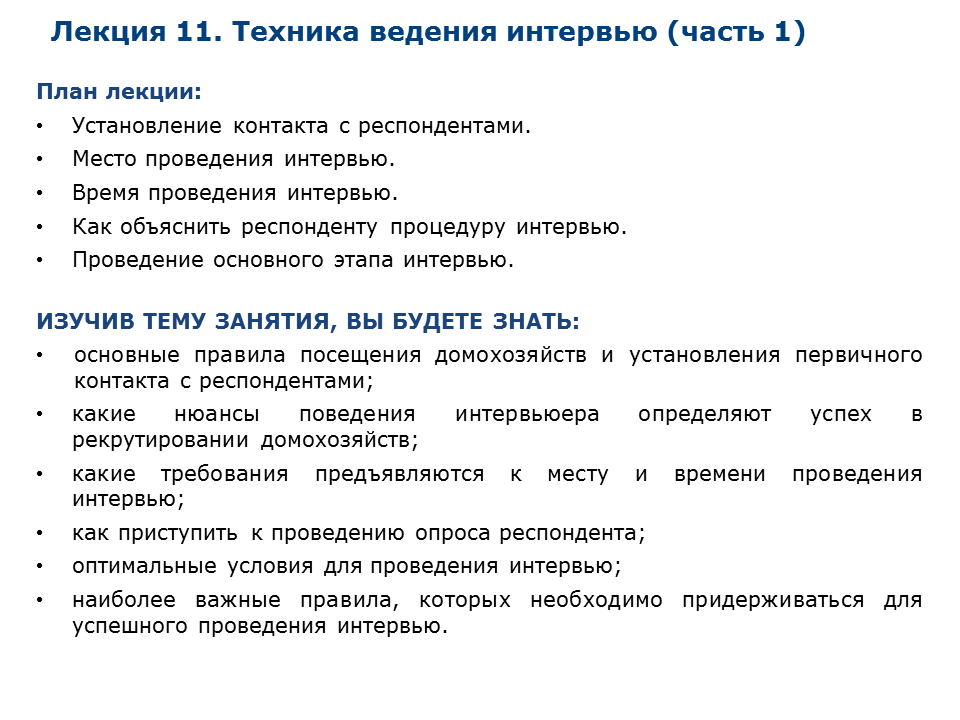 Лекция 11. Техника ведения интервью (часть 1)
План лекции:
• Установление контакта с респондентами.
• Место проведения интервью.
• Время проведения интервью.
• Как объяснить респонденту процедуру интервью.
• Проведение основного этапа интервью.
ИЗУЧИВ ТЕМУ ЗАНЯТИЯ, ВЫ БУДЕТЕ ЗНАТЬ:
• основные правила посещения домохозяйств и установления первичного
контакта с респондентами;
• какие нюансы поведения интервьюера определяют успех в
рекрутировании домохозяйств;
• какие требования предъявляются к месту и времени проведения
интервью;
• как приступить к проведению опроса респондента;
• оптимальные условия для проведения интервью;
• наиболее важные правила, которых необходимо придерживаться для
успешного проведения интервью.